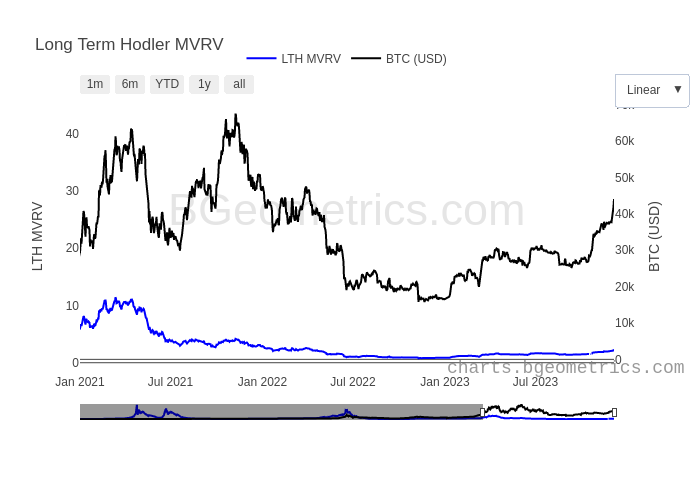 Long Term Hodler MVRV
LTH MVRV
BTC (USD)
1m
6m
YTD
1y
all
Linear ▼
40
30
20
10
0
LTH MVRV
BGeometrics.com
70k
60k
50k
40k
30k
20k
10k
0
BTC (USD)
charts.bgeometrics.com
Jan 2021
Jul 2021
Jan 2022
Jul 2022
Jan 2023
Jul 2023